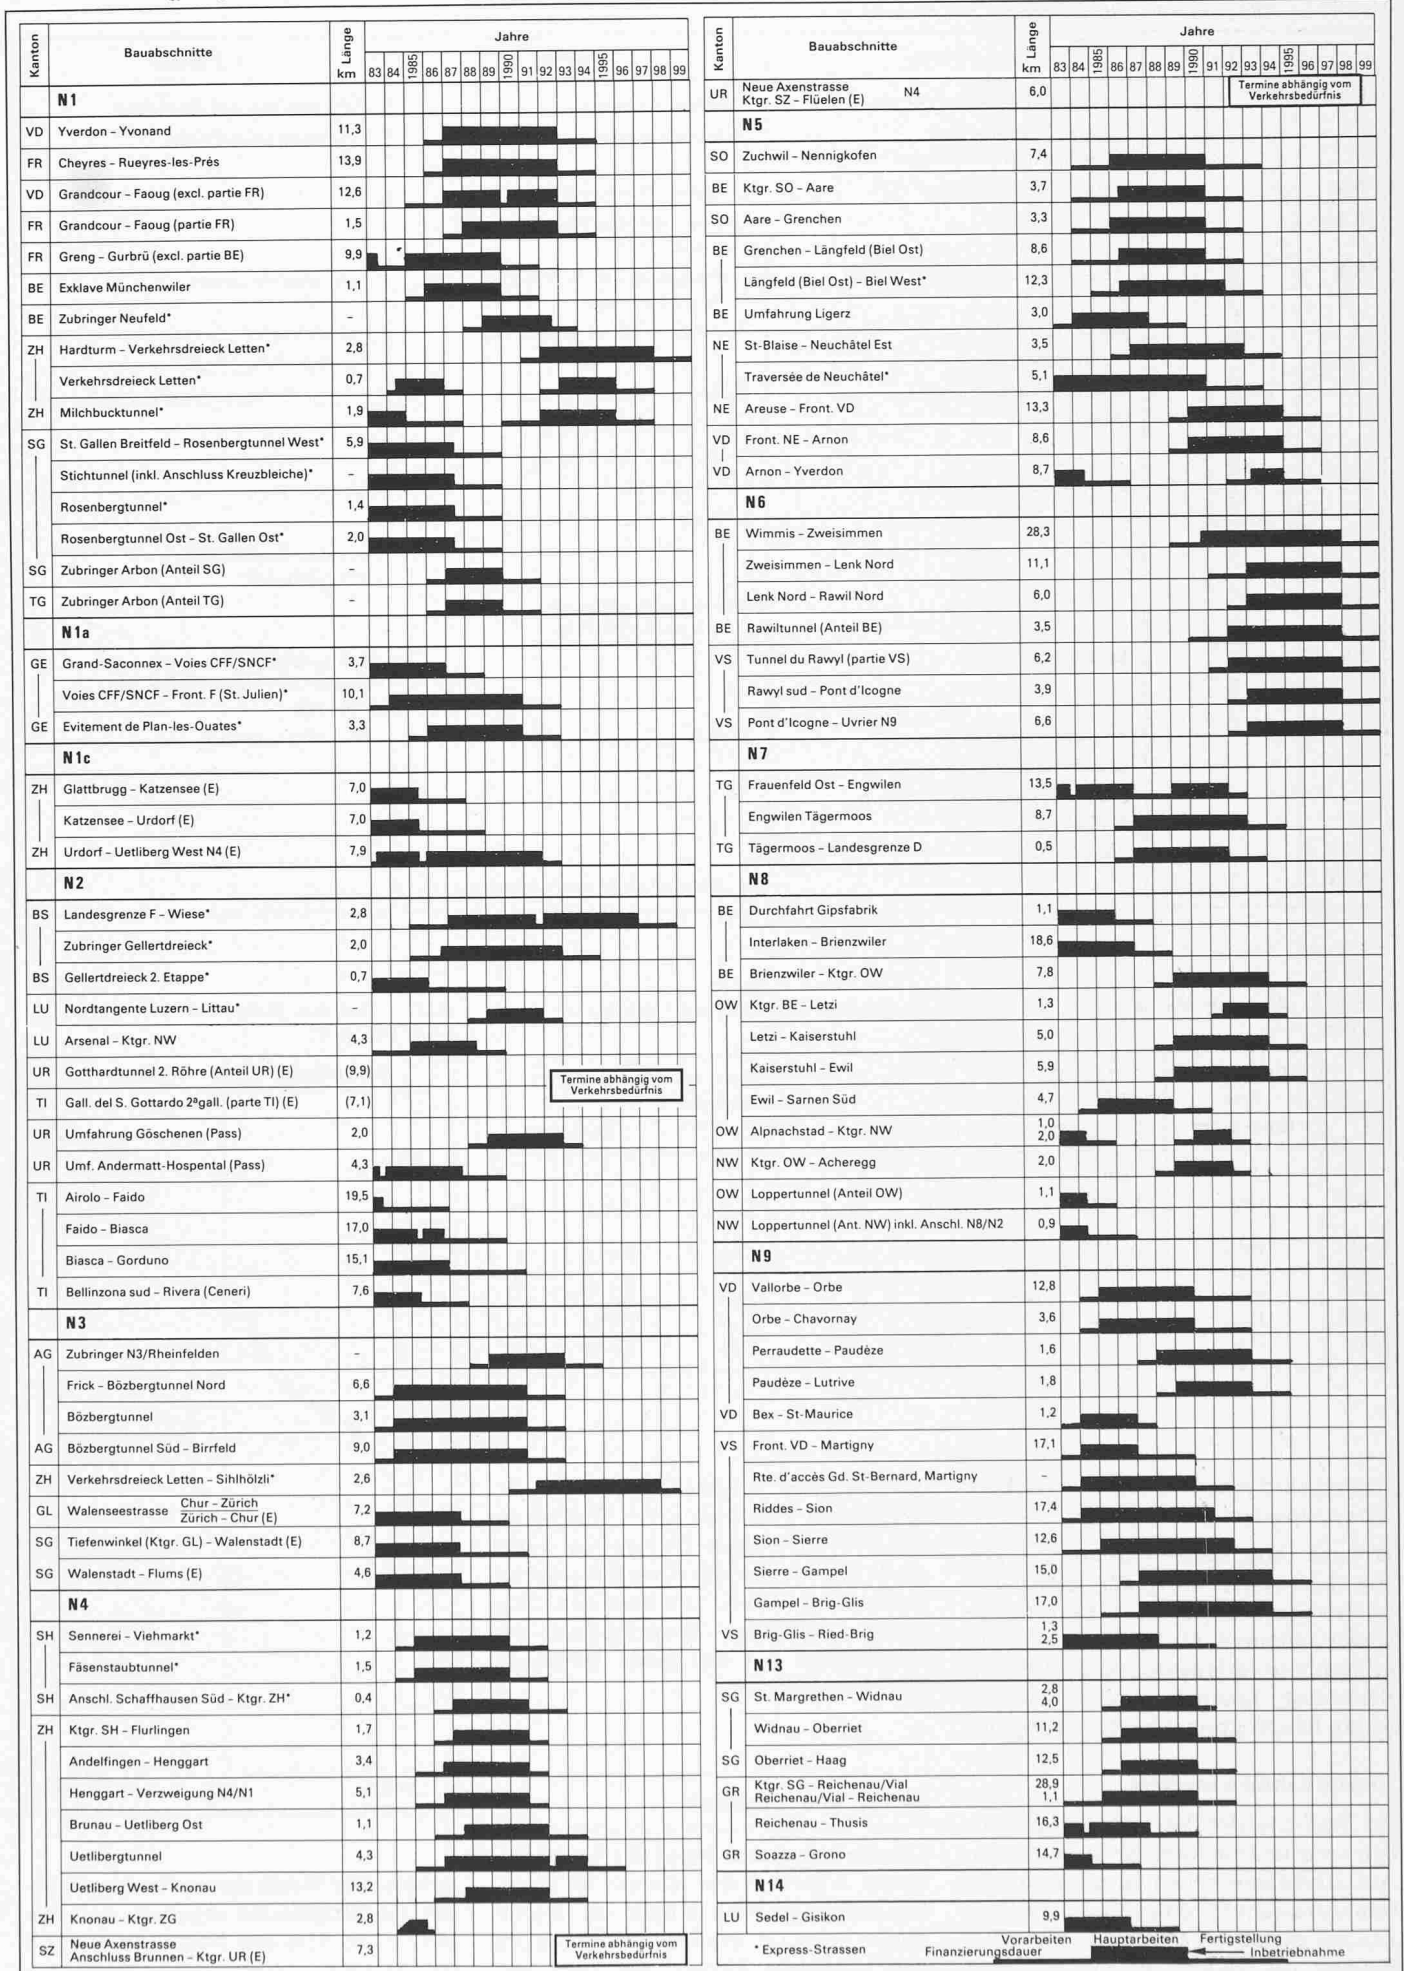 Kanton Bauabschnitte Länge km Jahre
83 84 1985 86 87 88 89 1990 91 92 93 94 1995 96 97 98 99
N1
VD Yverdon – Yvonand 11,3
FR Cheyres – Rueyres-les-Prés 13,9
VD Grandcour – Faoug (excl. partie FR) 12,6
FR Grandcour – Faoug (partie FR) 1,5
FR Greng – Gurbrü (excl. partie BE) 9,9
BE Exklave Münchenwiler 1,1
BE Zubringer Neufeld* –
ZH Hardturm – Verkehrsdreieck Letten* 2,8
Verkehrsdreieck Letten* 0,7
ZH Milchbucktunnel* 1,9
SG St. Gallen Breitfeld – Rosenbergtunnel West* 5,9
Stichtunnel (inkl. Anschluss Kreuzbleiche)* –
Rosenbergtunnel* 1,4
Rosenbergtunnel Ost – St. Gallen Ost* 2,0
SG Zubringer Arbon (Anteil SG) –
TG Zubringer Arbon (Anteil TG) –
N1a
GE Grand-Saconnex – Voies CFF/SNCF* 3,7
Voies CFF/SNCF – Front. F (St. Julien)* 10,1
GE Evitement de Plan-les-Ouates* 3,3
N1c
ZH Glattbrugg – Katzensee (E) 7,0
Katzensee – Urdorf (E) 7,0
ZH Urdorf – Uetliberg West N4 (E) 7,9
N2
BS Landesgrenze F – Wiese* 2,8
Zubringer Gellertdreieck* 2,0
BS Gellertdreieck 2. Etappe* 0,7
LU Nordtangente Luzern – Littau* –
LU Arsenal – Ktgr. NW 4,3
UR Gotthardtunnel 2. Röhre (Anteil UR) (E) (9,9)
Termine abhängig vom
Verkehrsbedürfnis
TI Gall. del S. Gottardo 2ª gall. (parte TI) (E) (7,1)
UR Umfahrung Göschenen (Pass) 2,0
UR Umf. Andermatt-Hospental (Pass) 4,3
TI Airolo – Faido 19,5
Faido – Biasca 17,0
Biasca – Gorduno 15,1
TI Bellinzona sud – Rivera (Ceneri) 7,6
N3
AG Zubringer N3/Rheinfelden –
Frick – Bözbergtunnel Nord 6,6
Bözbergtunnel 3,1
AG Bözbergtunnel Süd – Birrfeld 9,0
ZH Verkehrsdreieck Letten – Sihlhölzli* 2,6
GL Walenseestrasse Chur – Zürich
Zürich – Chur (E) 7,2
SG Tiefenwinkel (Ktgr. GL) – Walenstadt (E) 8,7
SG Walenstadt – Flums (E) 4,6
N4
SH Sennerei – Viehmarkt* 1,2
Fäsenstaubtunnel* 1,5
SH Anschl. Schaffhausen Süd – Ktgr. ZH* 0,4
ZH Ktgr. SH – Flurlingen 1,7
Andelfingen – Henggart 3,4
Henggart – Verzweigung N4/N1 5,1
Brunau – Uetliberg Ost 1,1
Uetlibergtunnel 4,3
Uetliberg West – Knonau 13,2
ZH Knonau – Ktgr. ZG 2,8
SZ Neue Axenstrasse
Anschluss Brunnen – Ktgr. UR (E) 7,3
Termine abhängig vom
Verkehrsbedürfnis
Kanton Bauabschnitte Länge km Jahre
83 84 1985 86 87 88 89 1990 91 92 93 94 1995 96 97 98 99
UR Neue Axenstrasse N4
Ktgr. SZ – Flüelen (E) 6,0
Termine abhängig vom
Verkehrsbedürfnis
N5
SO Zuchwil – Nennigkofen 7,4
BE Ktgr. SO – Aare 3,7
SO Aare – Grenchen 3,3
BE Grenchen – Längfeld (Biel Ost) 8,6
Längfeld (Biel Ost) – Biel West* 12,3
BE Umfahrung Ligerz 3,0
NE St-Blaise – Neuchâtel Est 3,5
Traversée de Neuchâtel* 5,1
NE Areuse – Front. VD 13,3
VD Front. NE – Arnon 8,6
VD Arnon – Yverdon 8,7
N6
BE Wimmis – Zweisimmen 28,3
Zweisimmen – Lenk Nord 11,1
Lenk Nord – Rawil Nord 6,0
BE Rawiltunnel (Anteil BE) 3,5
VS Tunnel du Rawyl (partie VS) 6,2
Rawyl sud – Pont d'Icogne 3,9
VS Pont d'Icogne – Uvrier N9 6,6
N7
TG Frauenfeld Ost – Engwilen 13,5
Engwilen Tägermoos 8,7
TG Tägermoos – Landesgrenze D 0,5
N8
BE Durchfahrt Gipsfabrik 1,1
Interlaken – Brienzwiler 18,6
BE Brienzwiler – Ktgr. OW 7,8
OW Ktgr. BE – Letzi 1,3
Letzi – Kaiserstuhl 5,0
Kaiserstuhl – Ewil 5,9
Ewil – Sarnen Süd 4,7
OW Alpnachstad – Ktgr. NW 1,0
2,0
NW Ktgr. OW – Acheregg 2,0
OW Loppertunnel (Anteil OW) 1,1
NW Loppertunnel (Ant. NW) inkl. Anschl. N8/N2 0,9
N9
VD Vallorbe – Orbe 12,8
Orbe – Chavornay 3,6
Perraudette – Paudèze 1,6
Paudèze – Lutrive 1,8
VD Bex – St-Maurice 1,2
VS Front. VD – Martigny 17,1
Rte. d'accès Gd. St-Bernard, Martigny –
Riddes – Sion 17,4
Sion – Sierre 12,6
Sierre – Gampel 15,0
Gampel – Brig-Glis 17,0
VS Brig-Glis – Ried-Brig 1,3
2,5
N13
SG St. Margrethen – Widnau 2,8
4,0
Widnau – Oberriet 11,2
SG Oberriet – Haag 12,5
GR Ktgr. SG – Reichenau/Vial 28,9
Reichenau/Vial – Reichenau 1,1
Reichenau – Thusis 16,3
GR Soazza – Grono 14,7
N14
LU Sedel – Gisikon 9,9
* Express-Strassen
Vorarbeiten Hauptarbeiten Fertigstellung
Finanzierungsdauer Inbetriebnahme